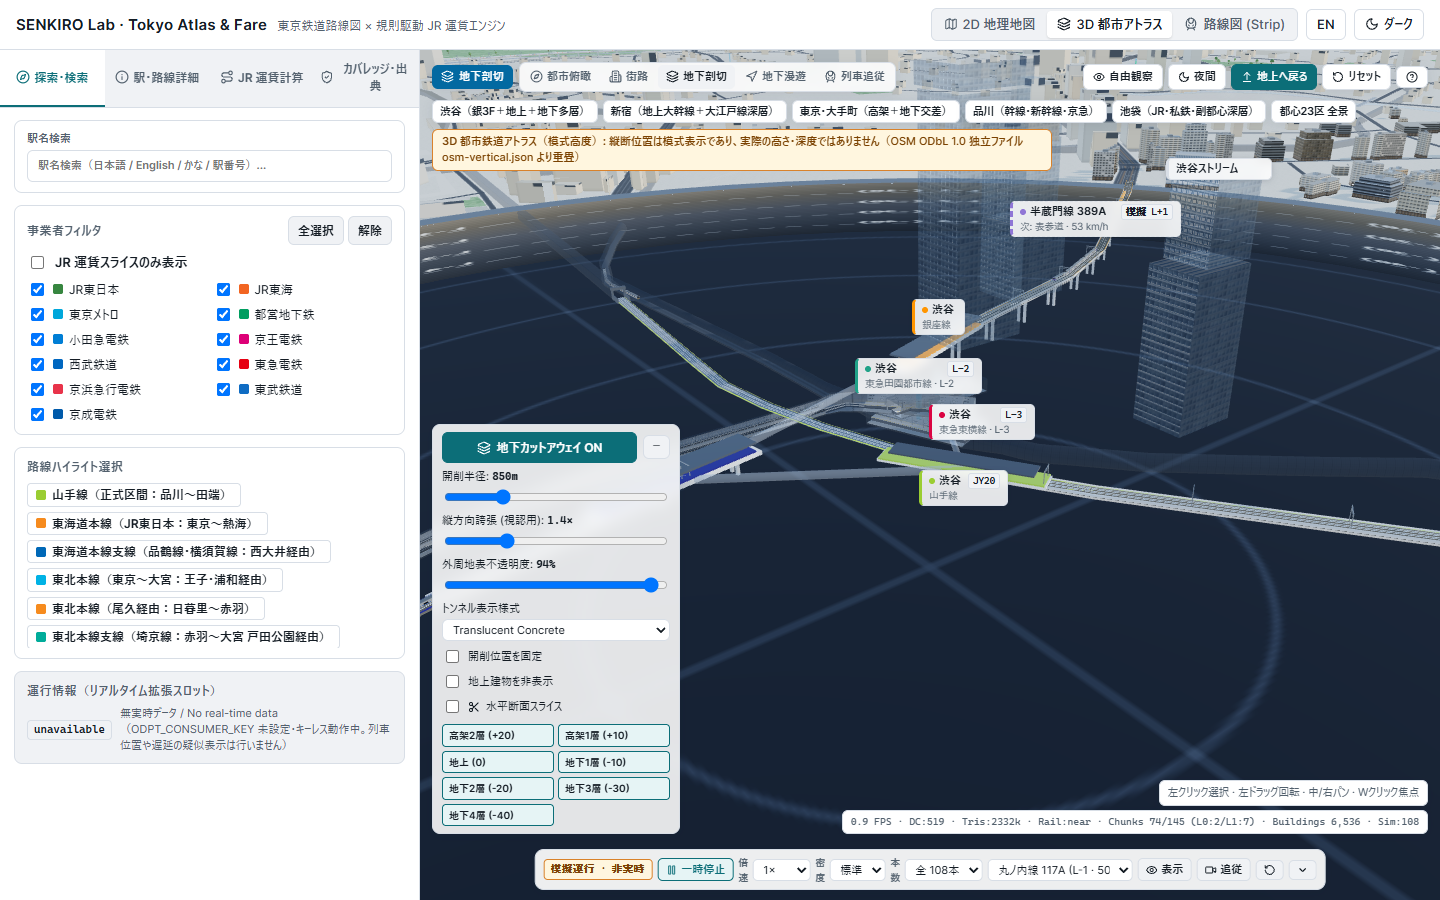 SENKIRO Lab · Tokyo Atlas & Fare 東京鉄道路線図 × 規則駆動 JR 運賃エンジン
2D 地理地図 3D 都市アトラス 路線図 (Strip) EN ダーク
探索・検索 駅・路線詳細 JR 運賃計算 カバレッジ・出典
駅名検索
駅名検索（日本語 / English / かな / 駅番号）...
事業者フィルタ 全選択 解除
JR 運賃スライスのみ表示
JR東日本 JR東海
東京メトロ 都営地下鉄
小田急電鉄 京王電鉄
西武鉄道 東急電鉄
京浜急行電鉄 東武鉄道
京成電鉄
路線ハイライト選択
山手線（正式区間：品川〜田端）
東海道本線（JR東日本：東京〜熱海）
東海道本線支線（品鶴線・横須賀線：西大井経由）
東北本線（東京〜大宮：王子・浦和経由）
東北本線（尾久経由：日暮里〜赤羽）
東北本線支線（埼京線：赤羽〜大宮 戸田公園経由）
運行情報（リアルタイム拡張スロット）
unavailable
無実時データ / No real-time data
（ODPT_CONSUMER_KEY 未設定・キーレス動作中。列車
位置や遅延の疑似表示は行いません）
地下剖切 都市俯瞰 街路 地下剖切 地下漫遊 列車追従
自由観察 夜間 地上へ戻る リセット
渋谷（銀3F＋地上＋地下多層） 新宿（地上大幹線＋大江戸線深層） 東京・大手町（高架＋地下交差） 品川（幹線・新幹線・京急） 池袋（JR・私鉄・副都心深層） 都心23区 全景
3D 都市鉄道アトラス（模式高度）: 縦断位置は模式表示であり、実際の高さ・深度ではありません（OSM ODbL 1.0 独立ファイル
osm-vertical.json より重畳）
渋谷ストリーム
半蔵門線 389A 模擬 L+1
次: 表参道 · 53 km/h
渋谷
銀座線
渋谷 L−2
東急田園都市線 · L-2
渋谷 L−3
東急東横線 · L-3
渋谷 JY20
山手線
地下カットアウェイ ON −
開削半径: 850m
縦方向誇張 (視認用): 1.4×
外周地表不透明度: 94%
トンネル表示様式
Translucent Concrete
開削位置を固定
地上建物を非表示
水平断面スライス
高架2層 (+20) 高架1層 (+10)
地上 (0) 地下1層 (-10)
地下2層 (-20) 地下3層 (-30)
地下4層 (-40)
左クリック選択 · 左ドラッグ回転 · 中/右パン · Wクリック焦点
0.9 FPS · DC:519 · Tris:2332k · Rail:near · Chunks 74/145 (L0:2/L1:7) · Buildings 6,536 · Sim:108
模擬運行 · 非実時 一時停止 倍速 1× 密度 標準 本数 全 108本 丸ノ内線 117A (L-1 · 50 表示 追従